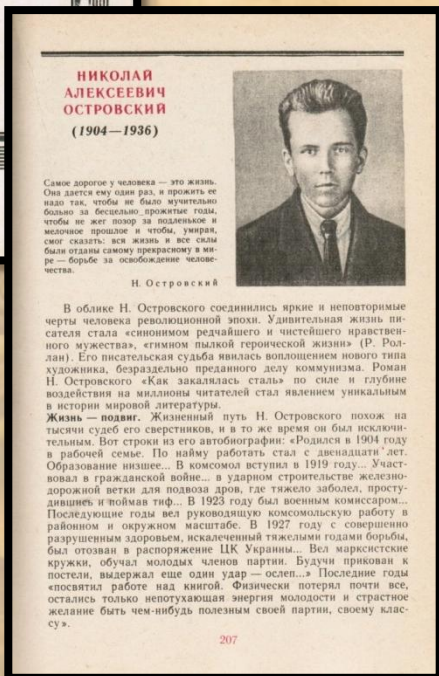 НИКОЛАЙ
АЛЕКСЕЕВИЧ
ОСТРОВСКИЙ
(1904—1936)
Самое дорогое у человека — это жизнь.
Она дается ему один раз, и прожить ее
надо так, чтобы не было мучительно
больно за бесцельно прожитые годы,
чтобы не жег позор за подленькое и
мелочное прошлое и чтобы, умирая,
смог сказать: вся жизнь и все силы
были отданы самому прекрасному в ми-
ре — борьбе за освобождение челове-
чества.
Н. Островский
В облике Н. Островского соединились яркие и неповторимые
черты человека революционной эпохи. Удивительная жизнь пи-
сателя стала «синонимом редчайшего и чистейшего нравствен-
ного мужества», «гимном пылкой героической жизни» (Р. Рол-
лан). Его писательская судьба явилась воплощением нового типа
художника, безраздельно преданного делу коммунизма. Роман
Н. Островского «Как закалялась сталь» по силе и глубине
воздействия на миллионы читателей стал явлением уникальным
в истории мировой литературы.
Жизнь — подвиг. Жизненный путь Н. Островского похож на
тысячи судеб его сверстников, и в то же время он был исключи-
тельным. Вот строки из его автобиографии: «Родился в 1904 году
в рабочей семье. По найму работать стал с двенадцати лет.
Образование низшее... В комсомол вступил в 1919 году... Участ-
вовал в гражданской войне... в ударном строительстве железно-
дорожной ветки для подвоза дров, где тяжело заболел, просту-
дившись и поймав тиф... В 1923 году был военным комиссаром...
Последующие годы вел руководящую комсомольскую работу в
районном и окружном масштабе. В 1927 году с совершенно
разрушенным здоровьем, искалеченный тяжелыми годами борьбы,
был отозван в распоряжение ЦК Украины... Вел марксистские
кружки, обучал молодых членов партии. Будучи прикован к
постели, выдержал еще один удар — ослеп...» Последние годы
«посвятил работе над книгой. Физически потерял почти все,
остались только непотухающая энергия молодости и страстное
желание быть чем-нибудь полезным своей партии, своему клас-
су».
207